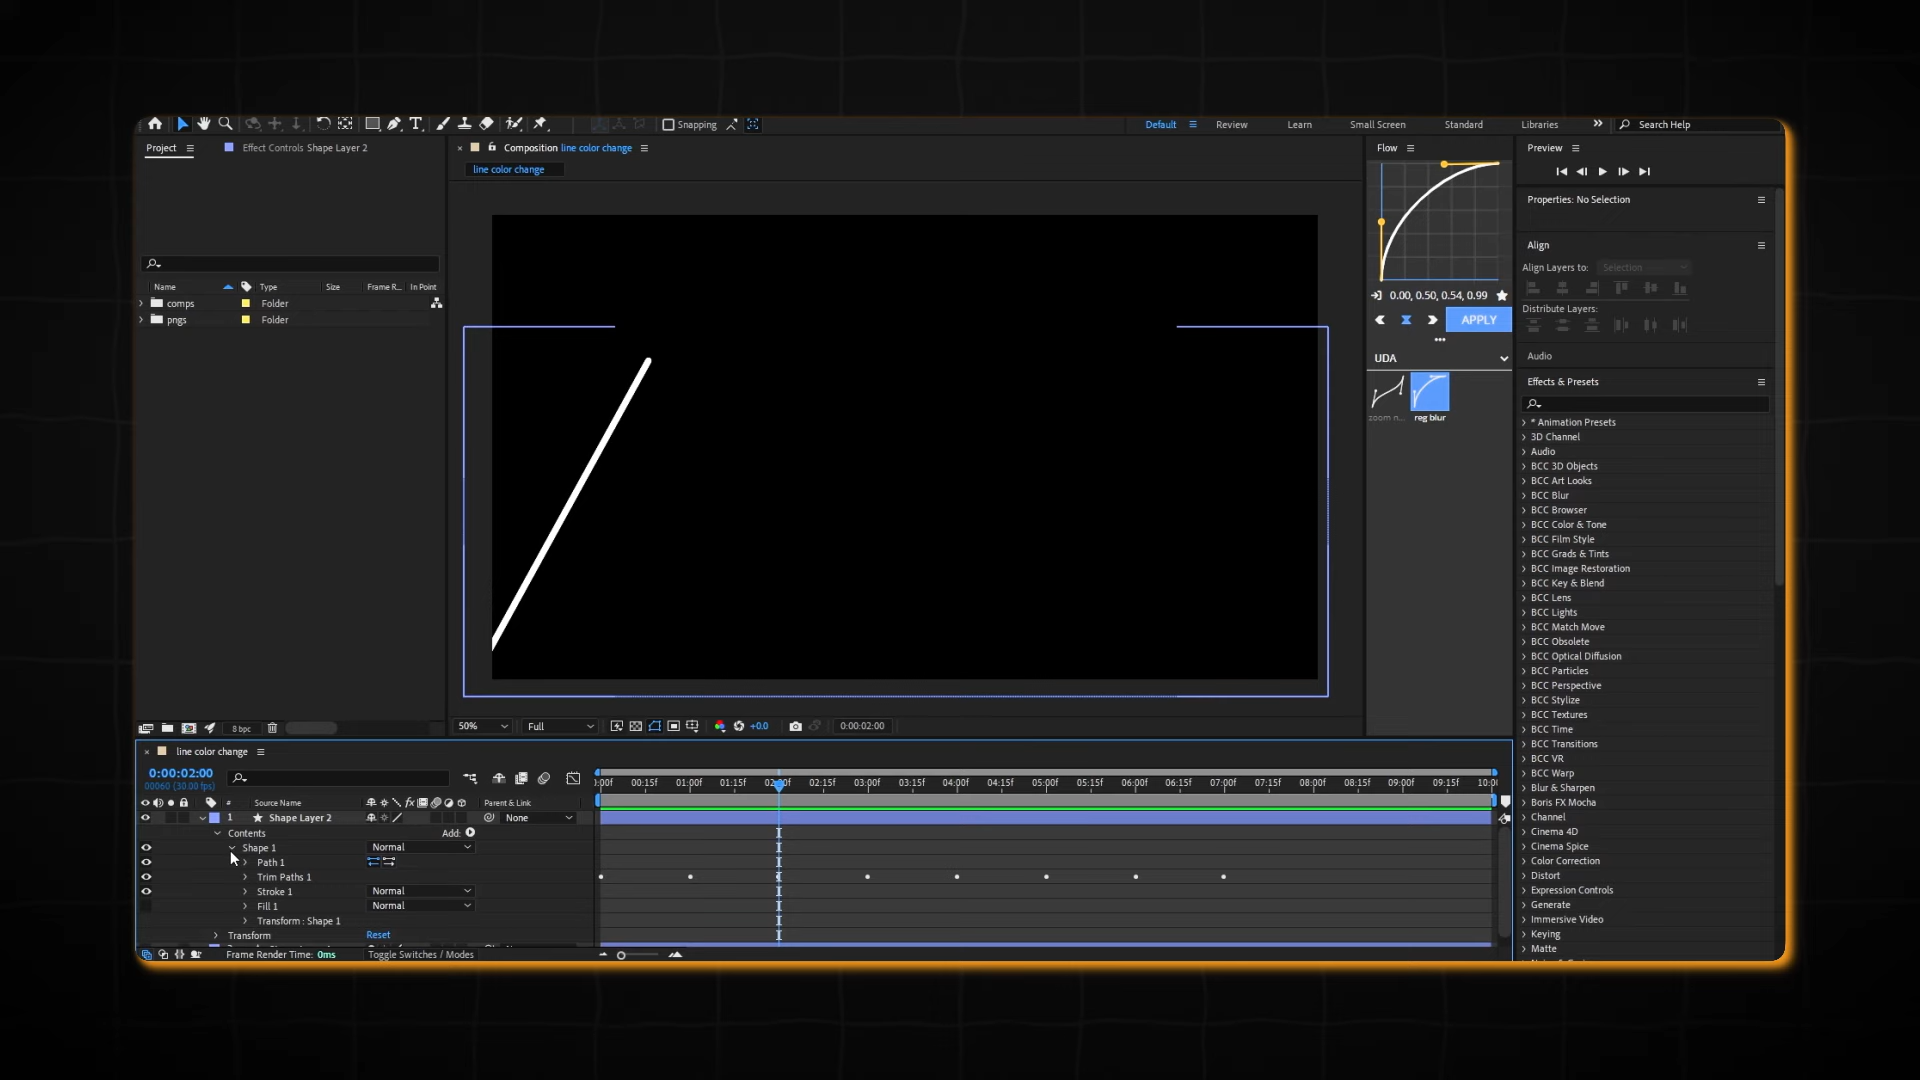 Snapping
Default
Review
Learn
Small Screen
Standard
Libraries
Search Help
Project
Effect Controls Shape Layer 2
Composition line color change
line color change
Name
Type
Size
Frame R...
In Point
comps
Folder
pngs
Folder
8 bpc
50%
Full
+0.0
0:00:02:00
Flow
0.00, 0.50, 0.54, 0.99
APPLY
UDA
zoom n...
reg blur
Preview
Properties: No Selection
Align
Align Layers to:
Selection
Distribute Layers:
Audio
Effects & Presets
* Animation Presets
3D Channel
Audio
BCC 3D Objects
BCC Art Looks
BCC Blur
BCC Browser
BCC Color & Tone
BCC Film Style
BCC Grads & Tints
BCC Image Restoration
BCC Key & Blend
BCC Lens
BCC Lights
BCC Match Move
BCC Obsolete
BCC Optical Diffusion
BCC Particles
BCC Perspective
BCC Stylize
BCC Textures
BCC Time
BCC Transitions
BCC VR
BCC Warp
Blur & Sharpen
Boris FX Mocha
Channel
Cinema 4D
Cinema Spice
Color Correction
Distort
Expression Controls
Generate
Immersive Video
Keying
Matte
line color change
0:00:02:00
00060 (30.00 fps)
# Source Name
Parent & Link
1 Shape Layer 2
None
Contents
Add:
Shape 1
Normal
Path 1
Trim Paths 1
Stroke 1
Normal
Fill 1
Normal
Transform : Shape 1
Transform
Reset
Frame Render Time: 0ms
Toggle Switches / Modes
:00f 00:15f 01:00f 01:15f 02:00f 02:15f 03:00f 03:15f 04:00f 04:15f 05:00f 05:15f 06:00f 06:15f 07:00f 07:15f 08:00f 08:15f 09:00f 09:15f 10:0